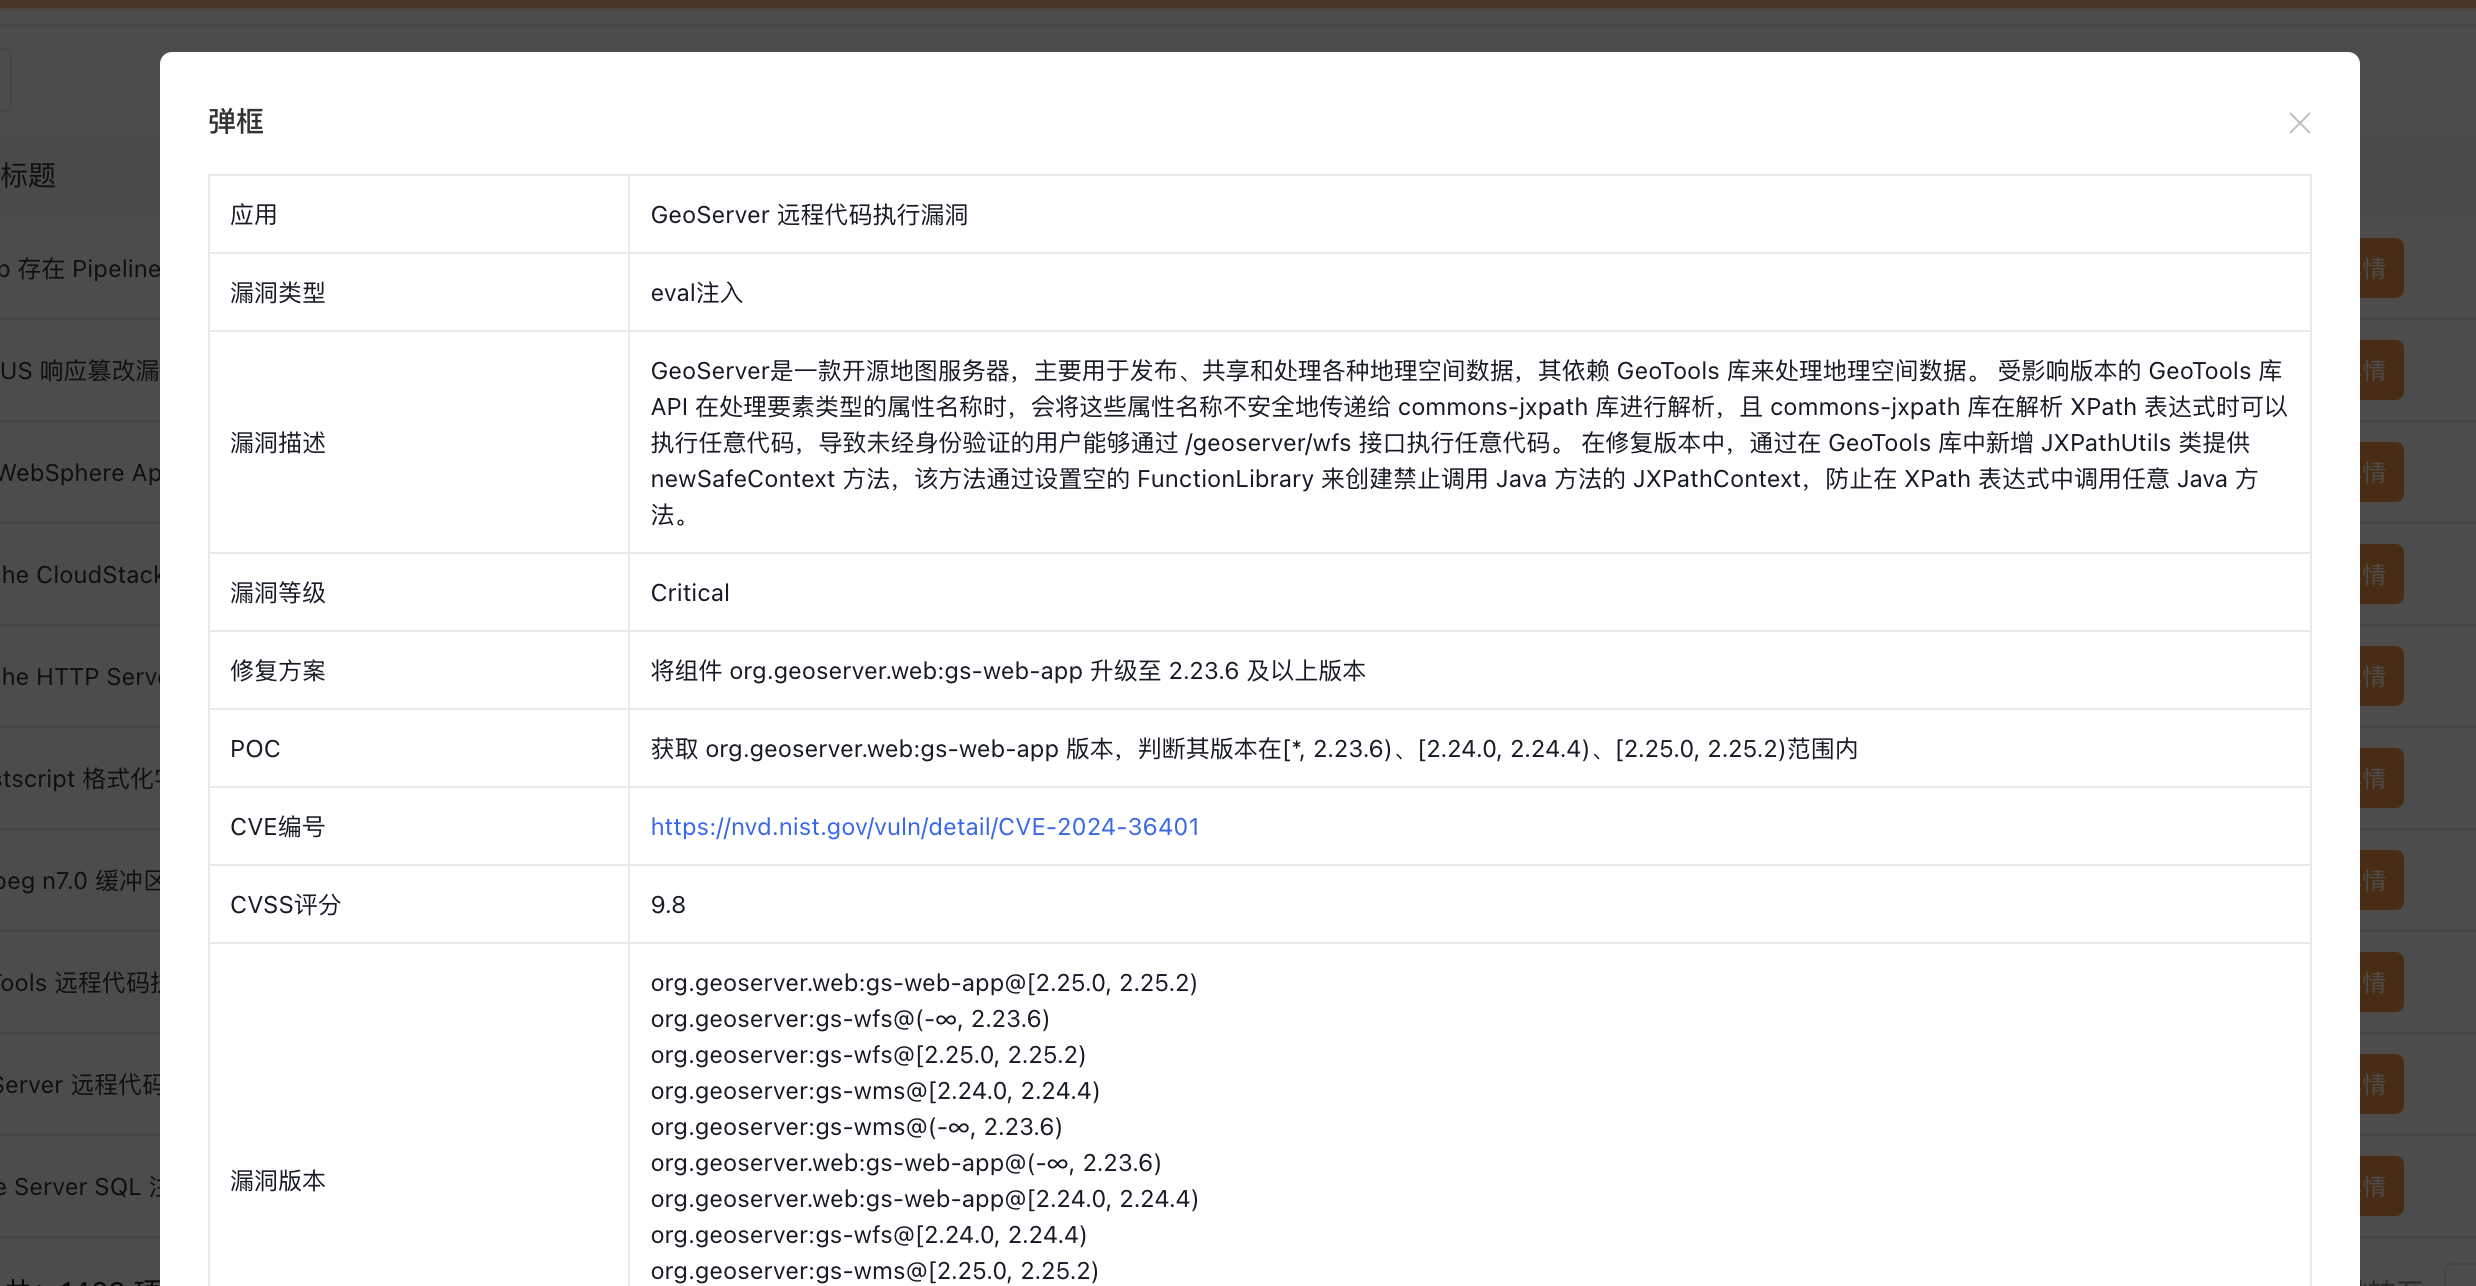 弹框
标题
应用
GeoServer 远程代码执行漏洞
存在 Pipeline
情
漏洞类型
eval注入
US 响应篡改漏
情
漏洞描述
GeoServer是一款开源地图服务器，主要用于发布、共享和处理各种地理空间数据，其依赖 GeoTools 库来处理地理空间数据。 受影响版本的 GeoTools 库
API 在处理要素类型的属性名称时，会将这些属性名称不安全地传递给 commons-jxpath 库进行解析，且 commons-jxpath 库在解析 XPath 表达式时可以
执行任意代码，导致未经身份验证的用户能够通过 /geoserver/wfs 接口执行任意代码。 在修复版本中，通过在 GeoTools 库中新增 JXPathUtils 类提供
newSafeContext 方法，该方法通过设置空的 FunctionLibrary 来创建禁止调用 Java 方法的 JXPathContext，防止在 XPath 表达式中调用任意 Java 方
法。
WebSphere Ap
情
he CloudStack
情
漏洞等级
Critical
修复方案
将组件 org.geoserver.web:gs-web-app 升级至 2.23.6 及以上版本
he HTTP Serve
情
POC
获取 org.geoserver.web:gs-web-app 版本，判断其版本在[*, 2.23.6)、[2.24.0, 2.24.4)、[2.25.0, 2.25.2)范围内
tscript 格式化
情
CVE编号
https://nvd.nist.gov/vuln/detail/CVE-2024-36401
peg n7.0 缓冲区
情
CVSS评分
9.8
ools 远程代码
情
漏洞版本
org.geoserver.web:gs-web-app@[2.25.0, 2.25.2)
org.geoserver:gs-wfs@(-∞, 2.23.6)
org.geoserver:gs-wfs@[2.25.0, 2.25.2)
org.geoserver:gs-wms@[2.24.0, 2.24.4)
org.geoserver:gs-wms@(-∞, 2.23.6)
org.geoserver.web:gs-web-app@(-∞, 2.23.6)
org.geoserver.web:gs-web-app@[2.24.0, 2.24.4)
org.geoserver:gs-wfs@[2.24.0, 2.24.4)
org.geoserver:gs-wms@[2.25.0, 2.25.2)
Server 远程代码
情
e Server SQL
情